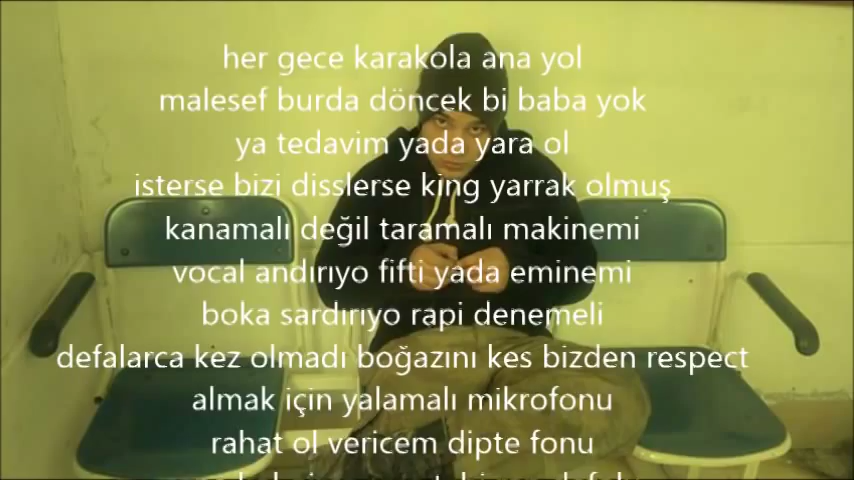 her gece karakola ana yol
malesef burda döncek bi baba yok
ya tedavim yada yara ol
isterse bizi disslerse king yarrak olmuş
kanamalı değil taramalı makinemi
vocal andırıyo fifti yada eminemi
boka sardırıyo rapi denemeli
defalarca kez olmadı boğazını kes bizden respect
almak için yalamalı mikrofonu
rahat ol vericem dipte fonu